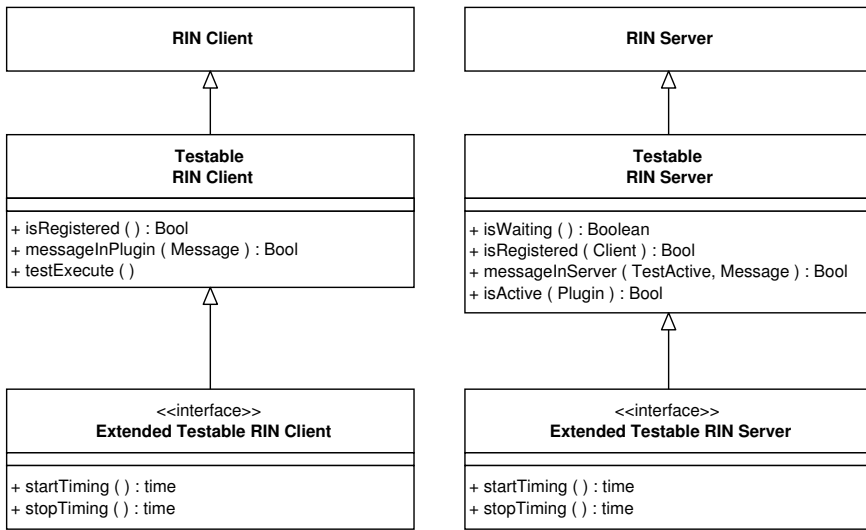 RIN Client
RIN Server
Testable
RIN Client
+ isRegistered ( ) : Bool
+ messageInPlugin ( Message ) : Bool
+ testExecute ( )
Testable
RIN Server
+ isWaiting ( ) : Boolean
+ isRegistered ( Client ) : Bool
+ messageInServer ( TestActive, Message ) : Bool
+ isActive ( Plugin ) : Bool
<<interface>>
Extended Testable RIN Client
+ startTiming ( ) : time
+ stopTiming ( ) : time
<<interface>>
Extended Testable RIN Server
+ startTiming ( ) : time
+ stopTiming ( ) : time